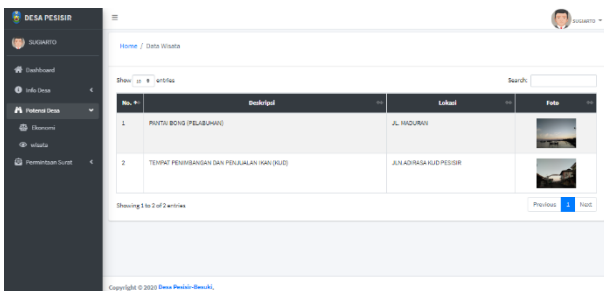 DESA PESISIR
SUGIARTO
SUGIARTO
Home / Data Wisata
Dashboard
Info Desa
Potensi Desa
Ekonomi
wisata
Permintaan Surat
Show 10 entries
Search:
No. Deskripsi Lokasi Foto
1 PANTAI BONG (PELABUHAN) JL. MADURAN
2 TEMPAT PENIMBANGAN DAN PENJUALAN IKAN (KUD) JLN ADIRASA KUD PESISIR
Showing 1 to 2 of 2 entries
Previous 1 Next
Copyright © 2020 Desa Pesisir-Besuki.